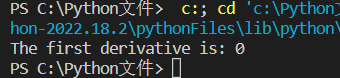 PS C:\Python文件>  c:; cd 'c:\Python文
hon-2022.18.2\pythonFiles\lib\python\
The first derivative is: 0
PS C:\Python文件>